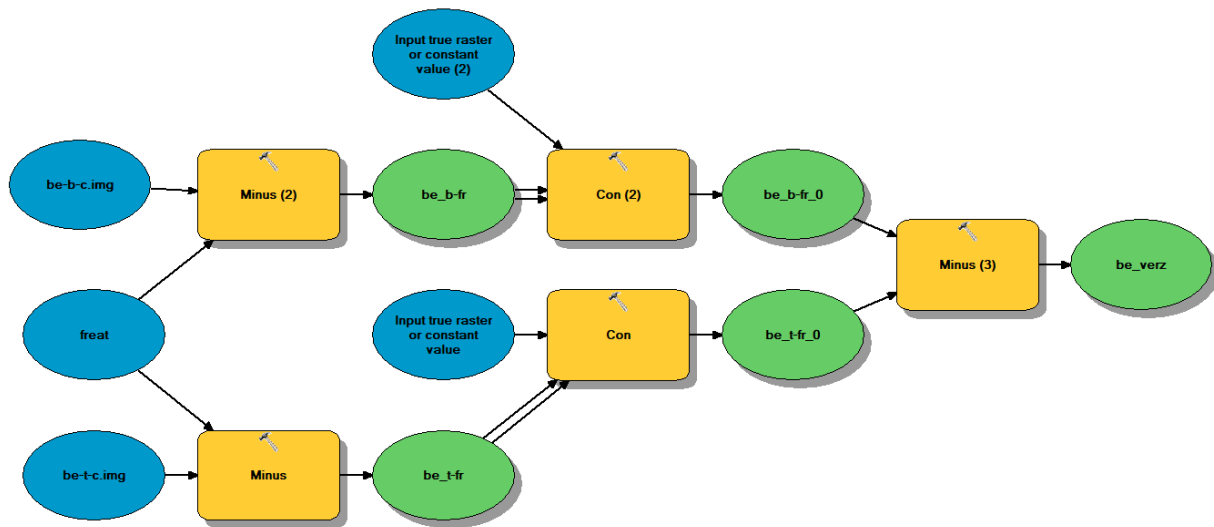 Input true raster
or constant
value (2)
be-b-c.img
Minus (2)
be_b-fr
Con (2)
be_b-fr_0
Minus (3)
be_verz
freat
Input true raster
or constant
value
Con
be_t-fr_0
be-t-c.img
Minus
be_t-fr